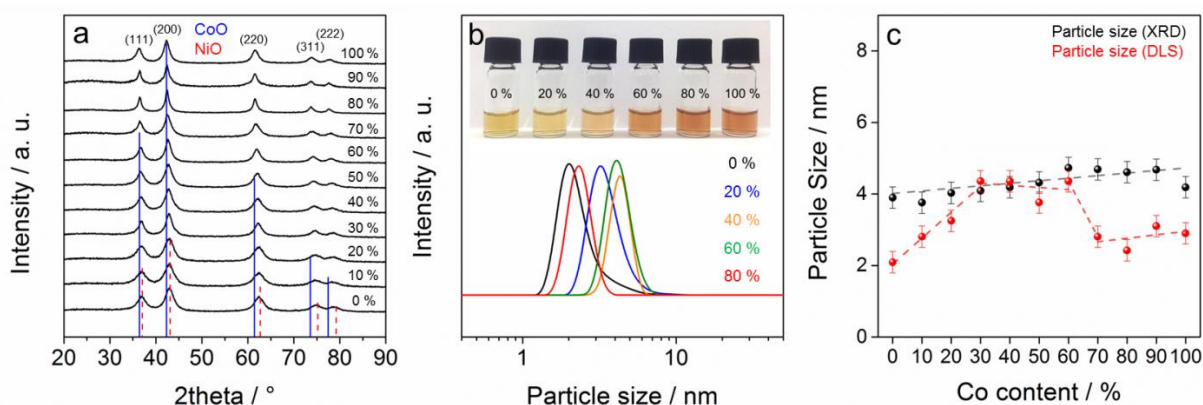 a
(111)
(200)
CoO
NiO
(220)
(311)
(222)
100 %
90 %
80 %
70 %
60 %
50 %
40 %
30 %
20 %
10 %
0 %
Intensity / a. u.
20 30 40 50 60 70 80 90
2theta / °
b
0 % 20 % 40 % 60 % 80 % 100 %
0 %
20 %
40 %
60 %
80 %
Intensity / a. u.
1 10
Particle size / nm
c
Particle size (XRD)
Particle size (DLS)
8
6
4
2
0
Particle Size / nm
0 10 20 30 40 50 60 70 80 90 100
Co content / %